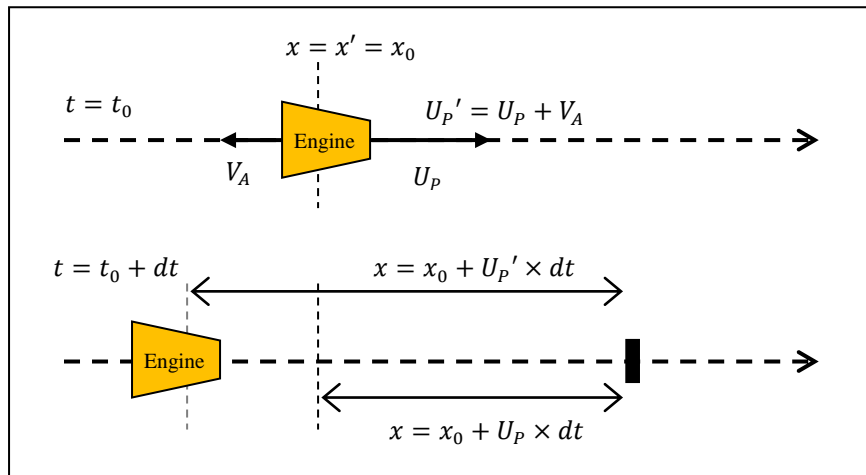 x = x′ = x₀
t = t₀
U_P′ = U_P + V_A
Engine
V_A
U_P
t = t₀ + dt
x = x₀ + U_P′ × dt
Engine
x = x₀ + U_P × dt